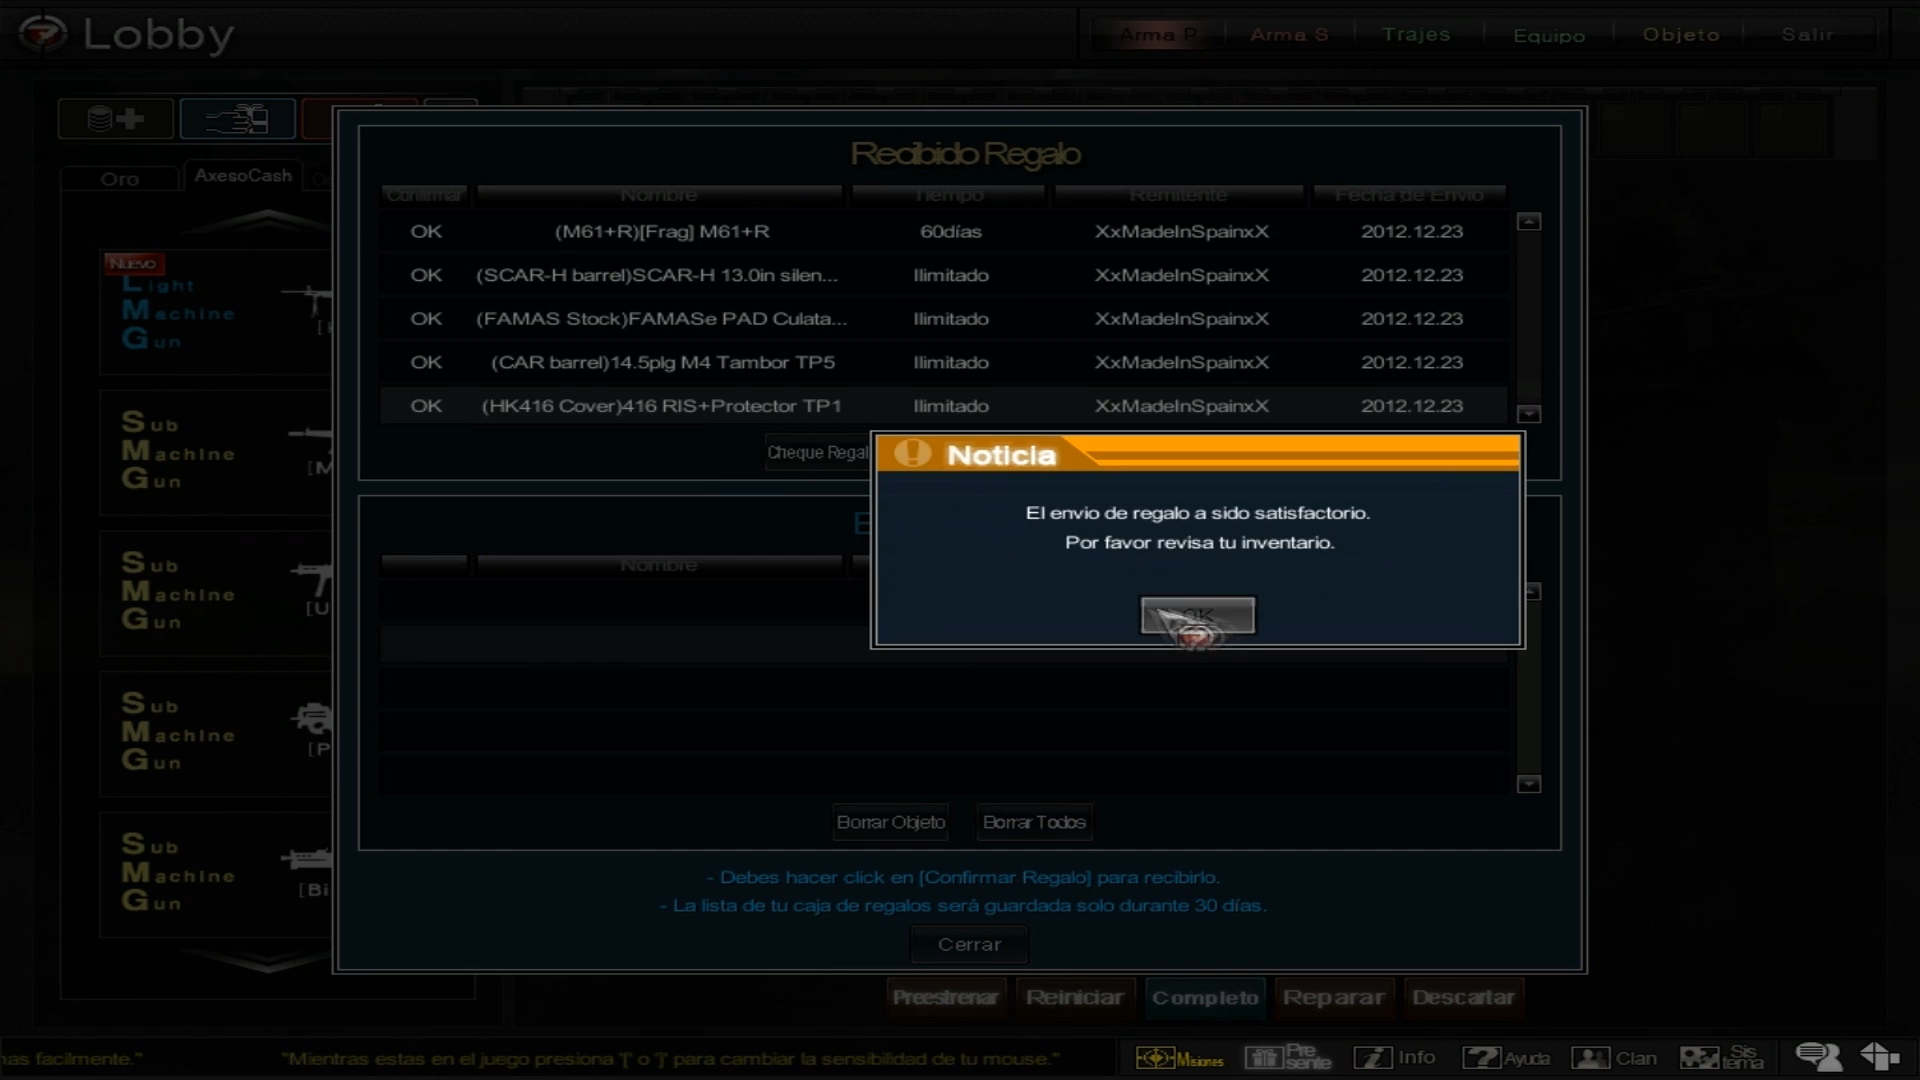 Lobby
Arma P Arma S Trajes Equipo Objeto Salir
Oro AxesoCash
Recibido Regalo
Confirmar Nombre Tiempo Remitente Fecha de Envio
OK (M61+R)[Frag] M61+R 60días XxMadeInSpainxX 2012.12.23
OK (SCAR-H barrel)SCAR-H 13.0in silen... Ilimitado XxMadeInSpainxX 2012.12.23
OK (FAMAS Stock)FAMASe PAD Culata... Ilimitado XxMadeInSpainxX 2012.12.23
OK (CAR barrel)14.5plg M4 Tambor TP5 Ilimitado XxMadeInSpainxX 2012.12.23
OK (HK416 Cover)416 RIS+Protector TP1 Ilimitado XxMadeInSpainxX 2012.12.23
Cheque Regal
Noticia
El envio de regalo a sido satisfactorio.
Por favor revisa tu inventario.
OK
Nombre
Borrar Objeto Borrar Todos
- Debes hacer click en [Confirmar Regalo] para recibirlo.
- La lista de tu caja de regalos será guardada solo durante 30 días.
Cerrar
Nuevo
Light
Machine
Gun
Sub
Machine
Gun
[M
Sub
Machine
Gun
[U
Sub
Machine
Gun
[P
Sub
Machine
Gun
[Bi
Preestrenar Reiniciar Completo Reparar Descartar
as facilmente." "Mientras estas en el juego presiona '[' o ']' para cambiar la sensibilidad de tu mouse."
Misiones Presente Info Ayuda Clan Sistema